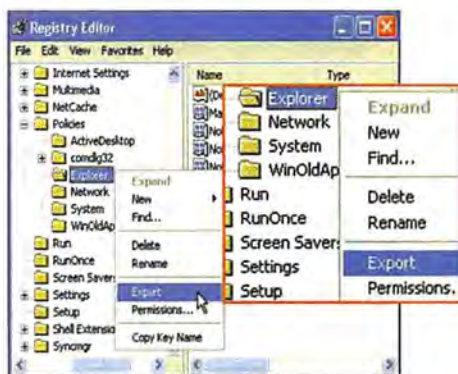 Registry Editor
File Edit View Favorites Help
Internet Settings
Multimedia
NetCache
Policies
ActiveDesktop
comdlg32
Explorer
Network
System
WinOldAp
Run
RunOnce
Screen Savers
Settings
Setup
Shell Extensio
Syncmgr
Name Type
Expand
New
Find...
Delete
Rename
Export
Permissions...
Copy Key Name
Explorer
Network
System
WinOldAp
Run
RunOnce
Screen Savers
Settings
Setup
Expand
New
Find...
Delete
Rename
Export
Permissions.